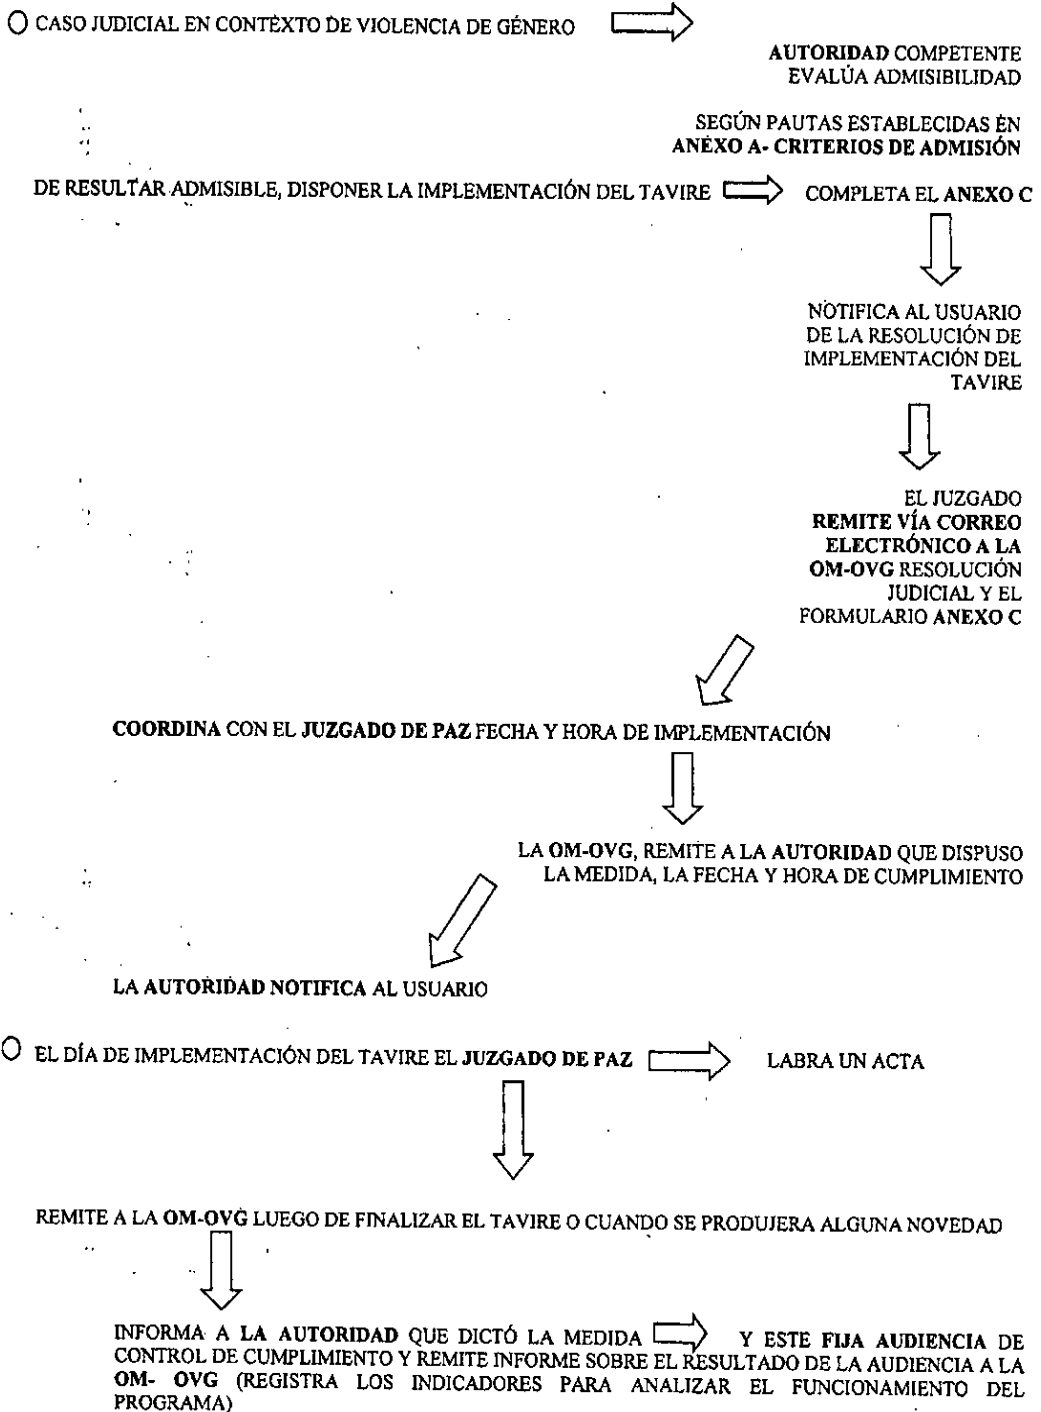 CASO JUDICIAL EN CONTEXTO DE VIOLENCIA DE GÉNERO
AUTORIDAD COMPETENTE
EVALÚA ADMISIBILIDAD
SEGÚN PAUTAS ESTABLECIDAS EN
ANEXO A- CRITERIOS DE ADMISIÓN
DE RESULTAR ADMISIBLE, DISPONER LA IMPLEMENTACIÓN DEL TAVIRE
COMPLETA EL ANEXO C
NOTIFICA AL USUARIO
DE LA RESOLUCIÓN DE
IMPLEMENTACIÓN DEL
TAVIRE
EL JUZGADO
REMITE VÍA CORREO
ELECTRÓNICO A LA
OM-OVG RESOLUCIÓN
JUDICIAL Y EL
FORMULARIO ANEXO C
COORDINA CON EL JUZGADO DE PAZ FECHA Y HORA DE IMPLEMENTACIÓN
LA OM-OVG, REMITE A LA AUTORIDAD QUE DISPUSO
LA MEDIDA, LA FECHA Y HORA DE CUMPLIMIENTO
LA AUTORIDAD NOTIFICA AL USUARIO
EL DÍA DE IMPLEMENTACIÓN DEL TAVIRE EL JUZGADO DE PAZ
LABRA UN ACTA
REMITE A LA OM-OVG LUEGO DE FINALIZAR EL TAVIRE O CUANDO SE PRODUJERA ALGUNA NOVEDAD
INFORMA A LA AUTORIDAD QUE DICTÓ LA MEDIDA Y ESTE FIJA AUDIENCIA DE
CONTROL DE CUMPLIMIENTO Y REMITE INFORME SOBRE EL RESULTADO DE LA AUDIENCIA A LA
OM- OVG (REGISTRA LOS INDICADORES PARA ANALIZAR EL FUNCIONAMIENTO DEL
PROGRAMA)